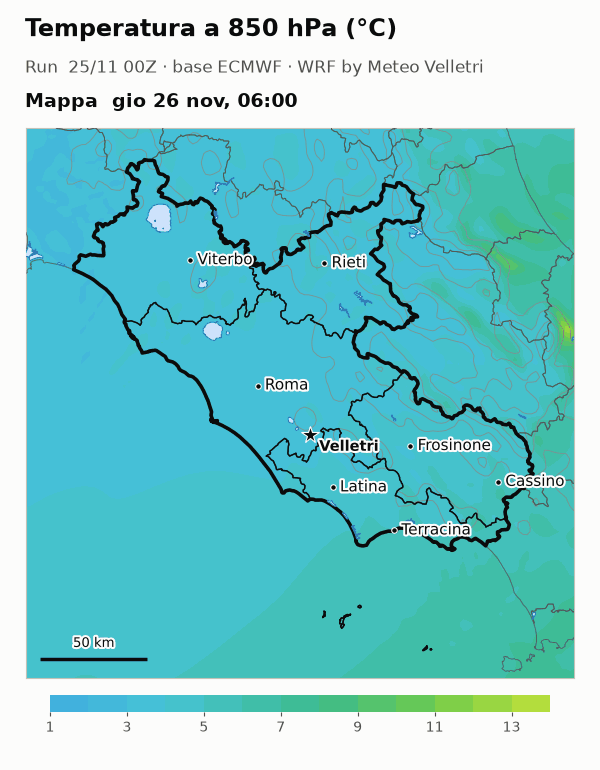 Temperatura a 850 hPa (°C)
Run  25/11 00Z · base ECMWF · WRF by Meteo Velletri
Mappa  gio 26 nov, 06:00
Viterbo
Rieti
Roma
Velletri
Frosinone
Cassino
Latina
Terracina
50 km
1 3 5 7 9 11 13